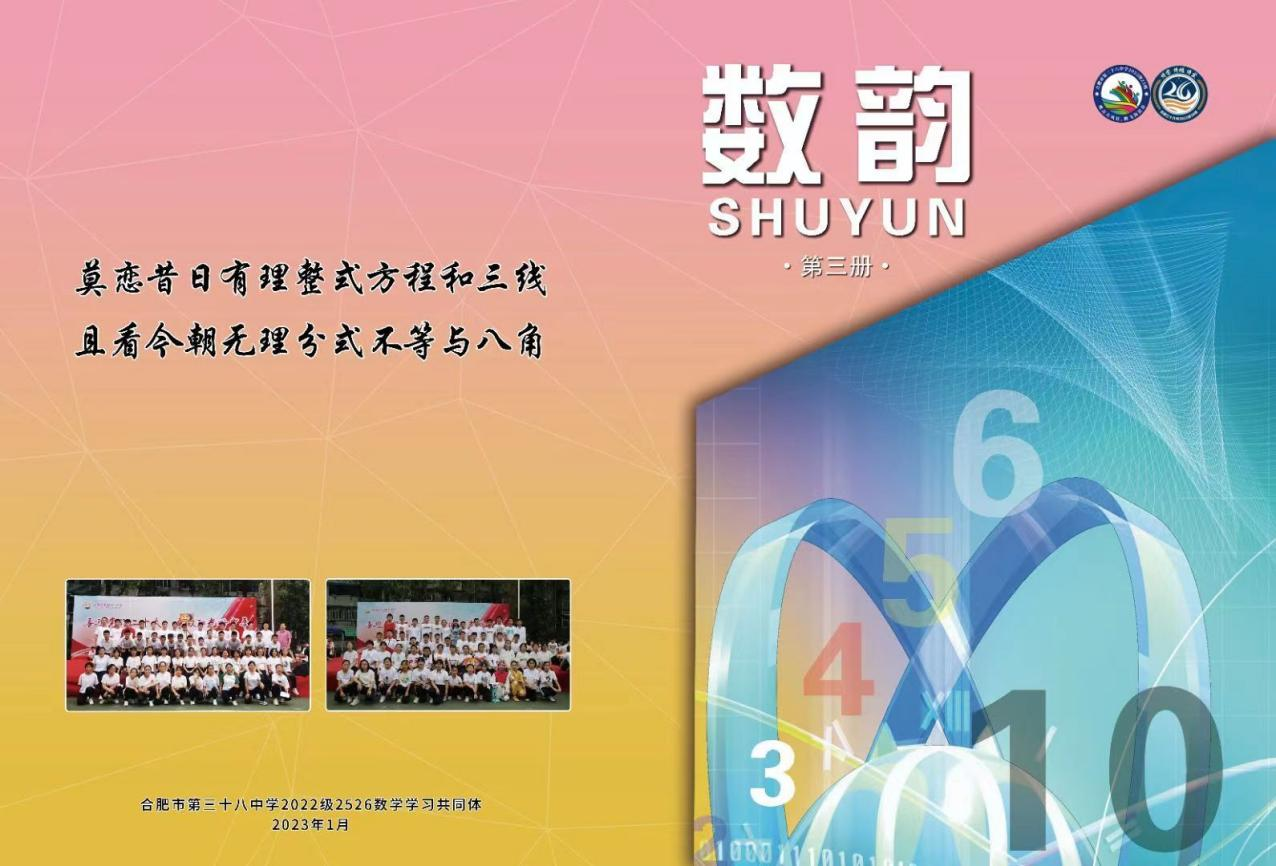 数韵
SHUYUN
·第三册·
莫恋昔日有理整式方程和三线
且看今朝无理分式不等与八角
合肥市第三十八中学2022级2526数学学习共同体
2023年1月
6
5
4
XIII
3
10
26